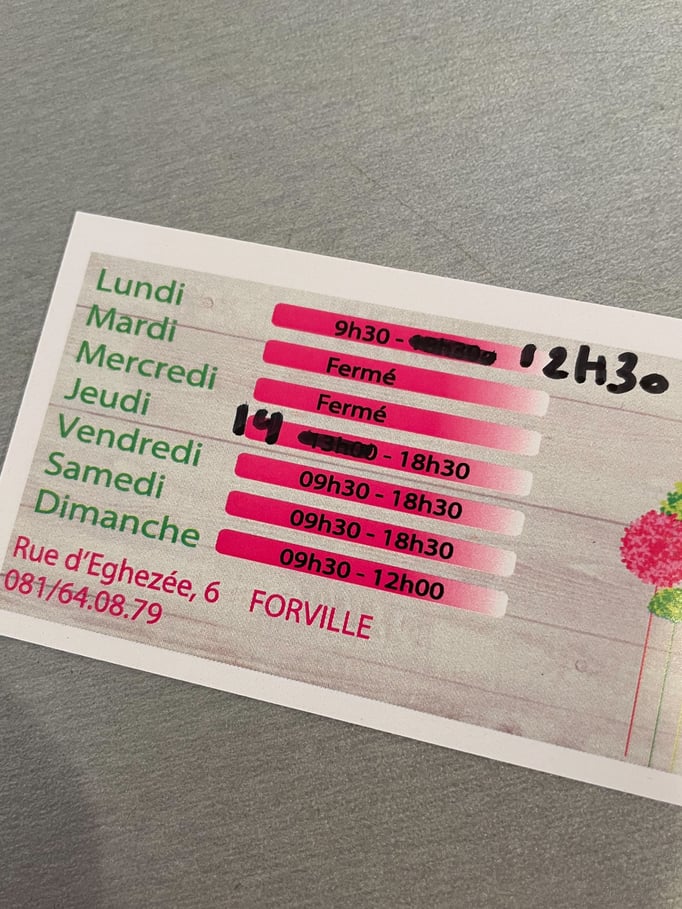 Lundi 9h30 - 12H30
Mardi Fermé
Mercredi Fermé
Jeudi 14 13h00 - 18h30
Vendredi 09h30 - 18h30
Samedi 09h30 - 18h30
Dimanche 09h30 - 12h00
Rue d'Eghezée, 6 FORVILLE
081/64.08.79